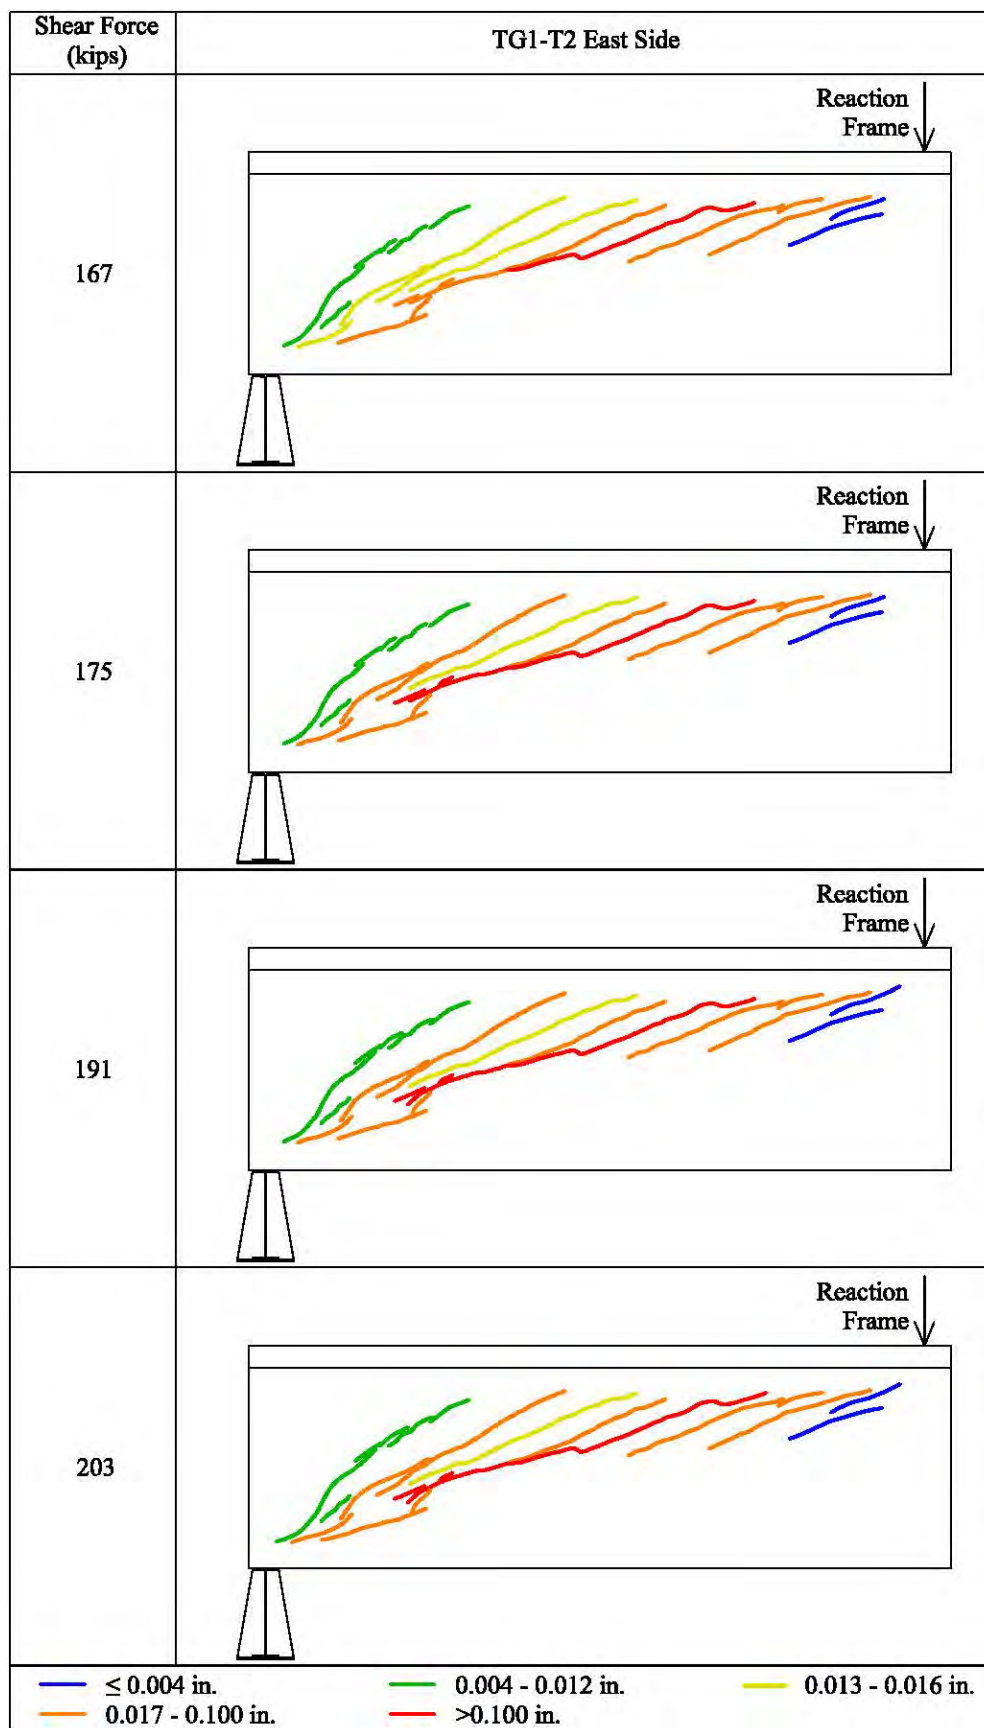 Shear Force
(kips)
TG1-T2 East Side
Reaction
Frame
167
Reaction
Frame
175
Reaction
Frame
191
Reaction
Frame
203
≤ 0.004 in.
0.004 - 0.012 in.
0.013 - 0.016 in.
0.017 - 0.100 in.
>0.100 in.